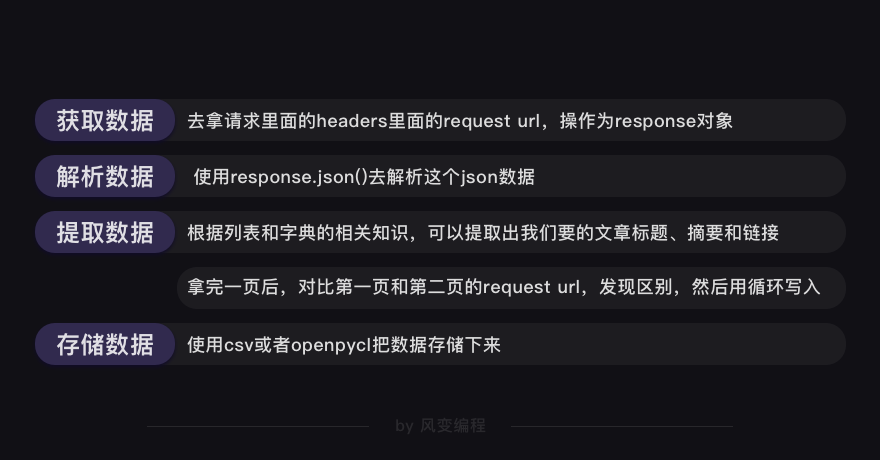 获取数据 去拿请求里面的headers里面的request url，操作为response对象
解析数据 使用response.json()去解析这个json数据
提取数据 根据列表和字典的相关知识，可以提取出我们要的文章标题、摘要和链接
拿完一页后，对比第一页和第二页的request url，发现区别，然后用循环写入
存储数据 使用csv或者openpycl把数据存储下来
by 风变编程